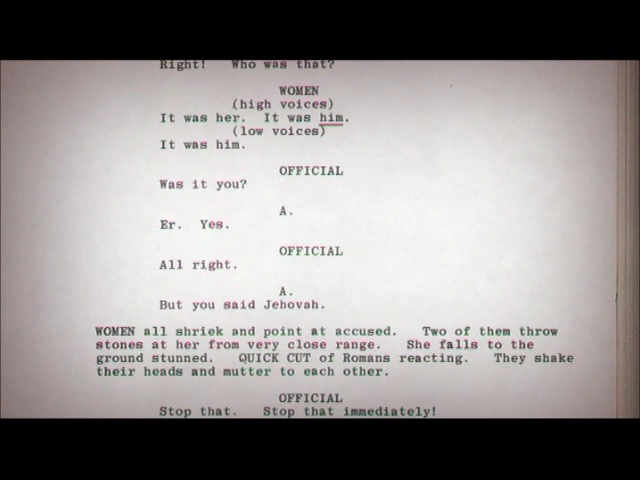 Right! Who was that?
WOMEN
(high voices)
It was her. It was him.
(low voices)
It was him.
OFFICIAL
Was it you?
A.
Er. Yes.
OFFICIAL
All right.
A.
But you said Jehovah.
WOMEN all shriek and point at accused. Two of them throw
stones at her from very close range. She falls to the
ground stunned. QUICK CUT of Romans reacting. They shake
their heads and mutter to each other.
OFFICIAL
Stop that. Stop that immediately!